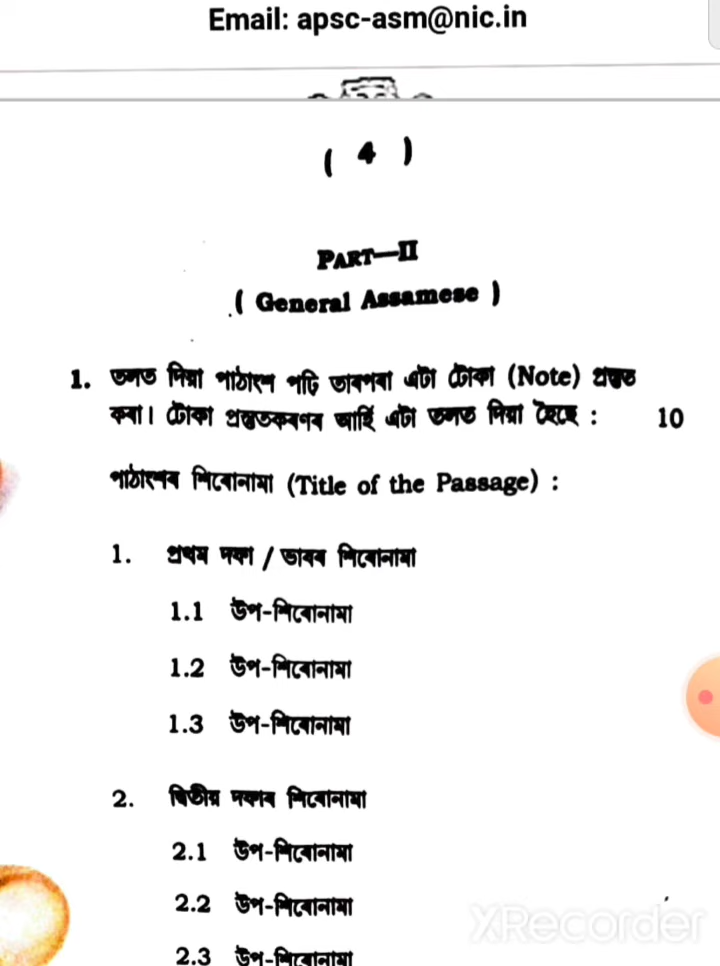 Email: apsc-asm@nic.in
( 4 )
PART—II
( General Assamese )
1. তলত দিয়া পাঠাংশ পঢ়ি তাৰপৰা এটা টোকা (Note) প্ৰস্তুত
কৰা। টোকা প্ৰস্তুতকৰণৰ আৰ্হি এটা তলত দিয়া হৈছে : 10
পাঠাংশৰ শিৰোনামা (Title of the Passage) :
1. প্ৰথম দফা / ভাবৰ শিৰোনামা
1.1 উপ-শিৰোনামা
1.2 উপ-শিৰোনামা
1.3 উপ-শিৰোনামা
2. দ্বিতীয় দফাৰ শিৰোনামা
2.1 উপ-শিৰোনামা
2.2 উপ-শিৰোনামা
2.3 উপ-শিৰোনামা
XRecorder